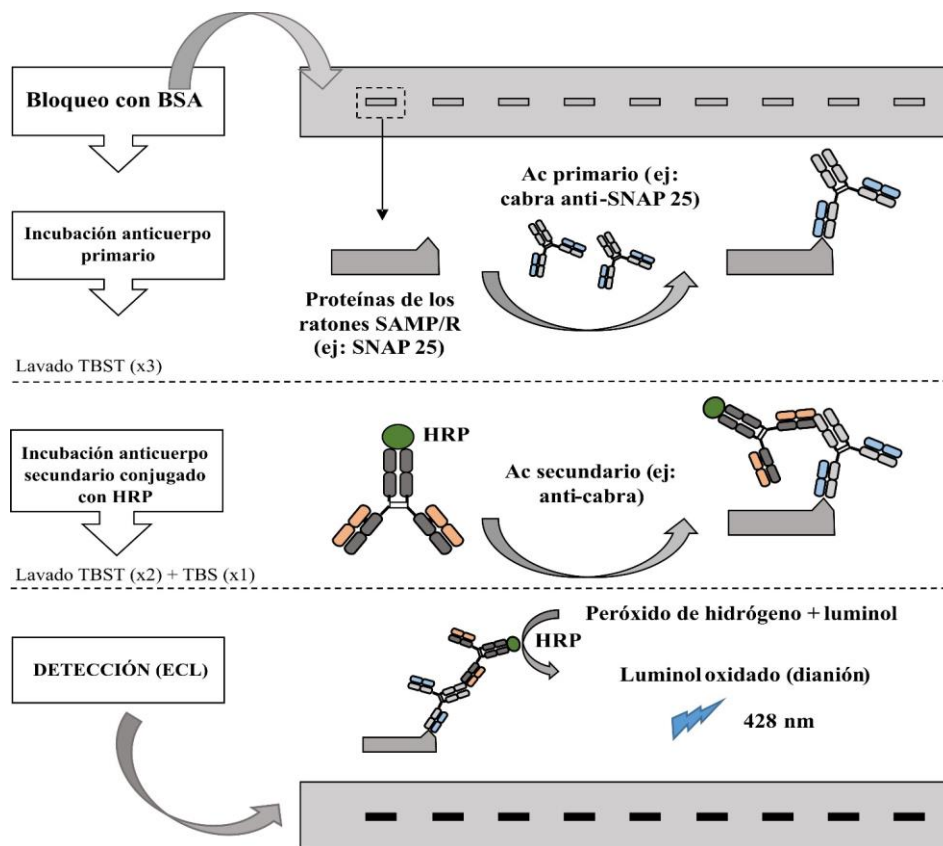 Bloqueo con BSA
Ac primario (ej:
cabra anti-SNAP 25)
Incubación anticuerpo
primario
Proteínas de los
ratones SAMP/R
(ej: SNAP 25)
Lavado TBST (x3)
HRP
Incubación anticuerpo
secundario conjugado
con HRP
Ac secundario (ej:
anti-cabra)
Lavado TBST (x2) + TBS (x1)
Peróxido de hidrógeno + luminol
HRP
DETECCIÓN (ECL)
Luminol oxidado (dianión)
428 nm